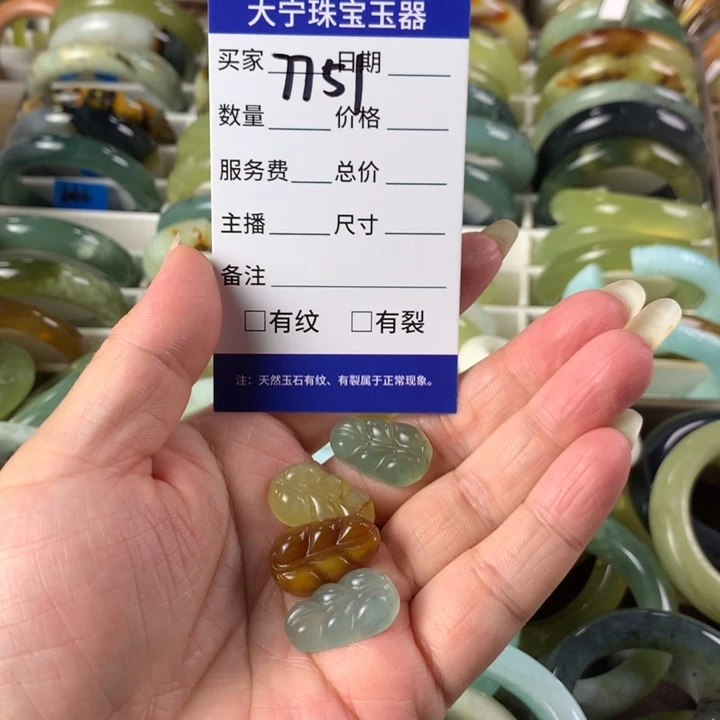 大宁珠宝玉器
买家 7751 日期
数量 价格
服务费 总价
主播 尺寸
备注
□有纹 □有裂
注：天然玉石有纹、有裂属于正常现象。